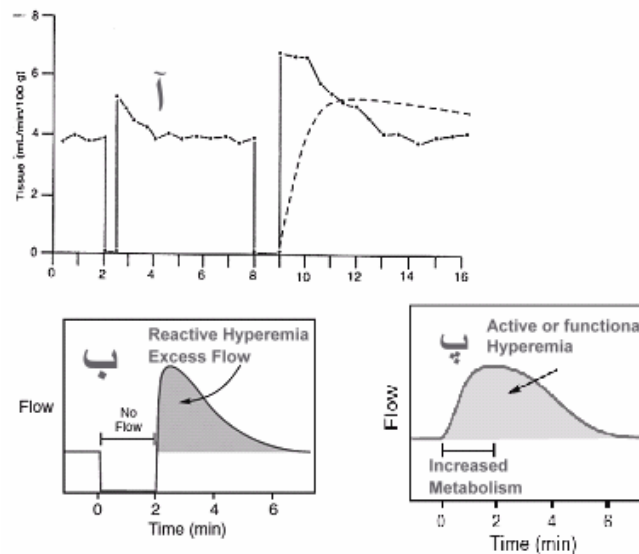 8
6
4
2
0
Tissue (mL/min/100 g)
آ
0 2 4 6 8 10 12 14 16
ب
Reactive Hyperemia
Excess Flow
Flow
No
Flow
0 2 4 6
Time (min)
پ
Active or functiona
Hyperemia
Flow
Increased
Metabolism
0 2 4 6
Time (min)